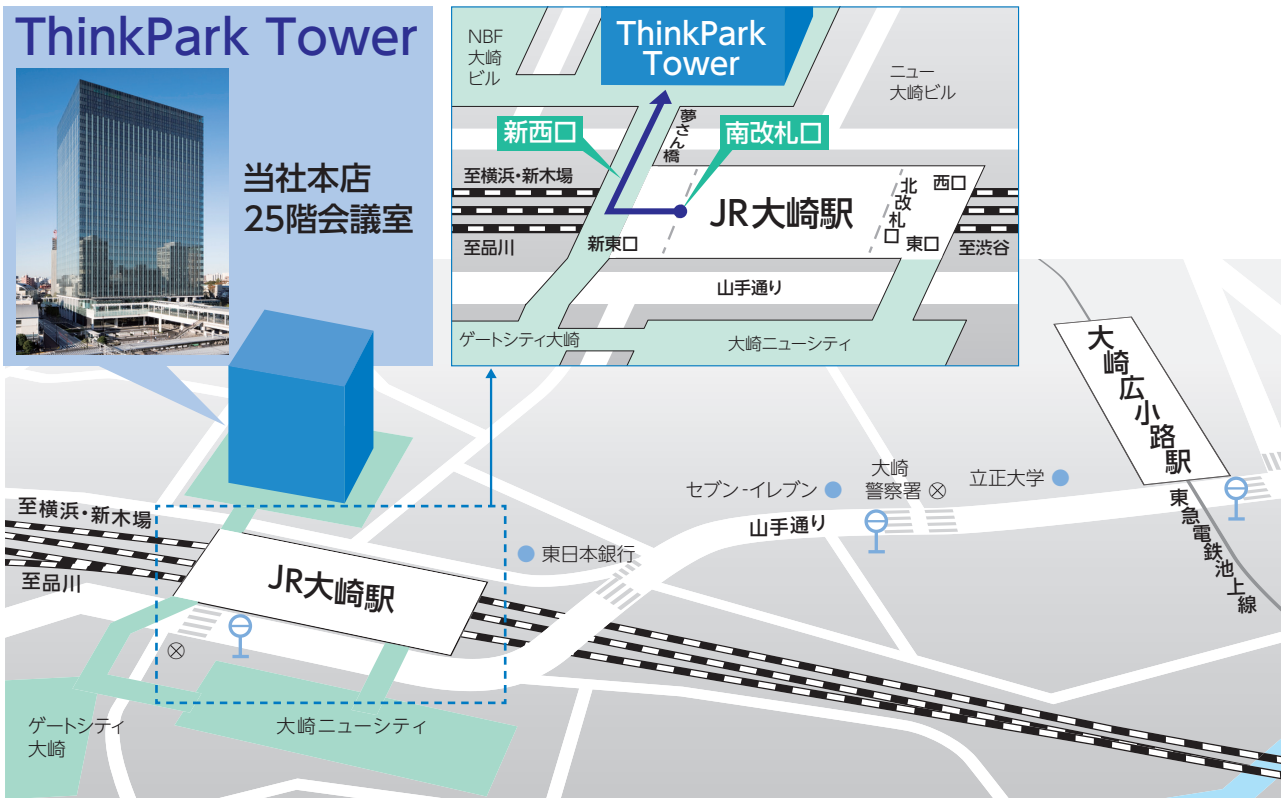 ThinkPark Tower
当社本店
25階会議室
NBF
大崎
ビル
ThinkPark
Tower
ニュー
大崎ビル
新西口
夢さん橋
南改札口
至横浜・新木場
至品川
新東口
JR大崎駅
北改札口
西口
東口
至渋谷
山手通り
ゲートシティ大崎
大崎ニューシティ
大崎広小路駅
東急電鉄池上線
セブン-イレブン
大崎
警察署
立正大学
山手通り
東日本銀行
至横浜・新木場
至品川
JR大崎駅
ゲートシティ
大崎
大崎ニューシティ